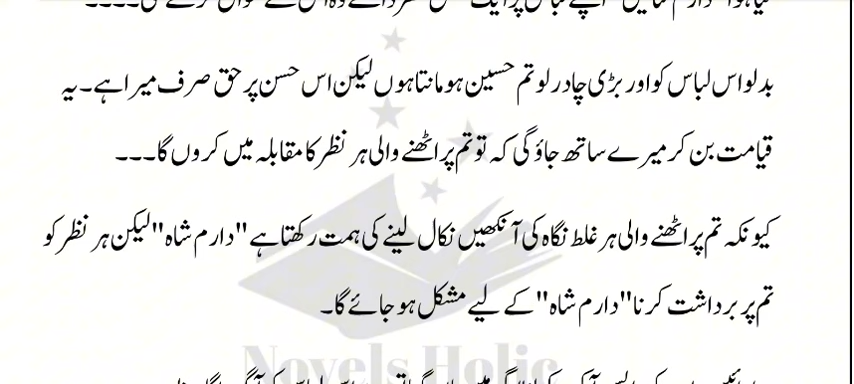 بدلو اس لباس کو اور بڑی چادر لو تم حسین ہو مانتا ہوں لیکن اس حسن پر حق صرف میرا ہے۔ یہ
قیامت بن کر میرے ساتھ جاؤ گی کہ تو تم پر اٹھنے والی ہر نظر کا مقابلہ میں کروں گا۔۔۔
کیونکہ تم پر اٹھنے والی ہر غلط نگاہ کی آنکھیں نکال لینے کی ہمت رکھتا ہے "دارم شاہ" لیکن ہر نظر کو
تم پر برداشت کرنا "دارم شاہ" کے لیے مشکل ہو جائے گا۔
Novels Holic